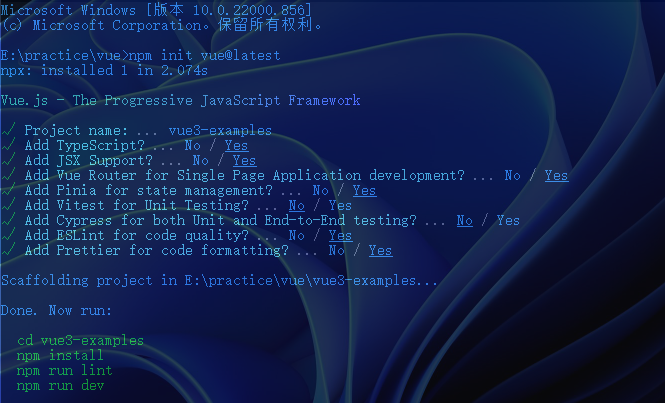 Microsoft Windows [版本 10.0.22000.856]
(c) Microsoft Corporation。保留所有权利。
E:\practice\vue>npm init vue@latest
npx: installed 1 in 2.074s
Vue.js - The Progressive JavaScript Framework
√ Project name: ... vue3-examples
√ Add TypeScript? ... No / Yes
√ Add JSX Support? ... No / Yes
√ Add Vue Router for Single Page Application development? ... No / Yes
√ Add Pinia for state management? ... No / Yes
√ Add Vitest for Unit Testing? ... No / Yes
√ Add Cypress for both Unit and End-to-End testing? ... No / Yes
√ Add ESLint for code quality? ... No / Yes
√ Add Prettier for code formatting? ... No / Yes
Scaffolding project in E:\practice\vue\vue3-examples...
Done. Now run:
cd vue3-examples
npm install
npm run lint
npm run dev